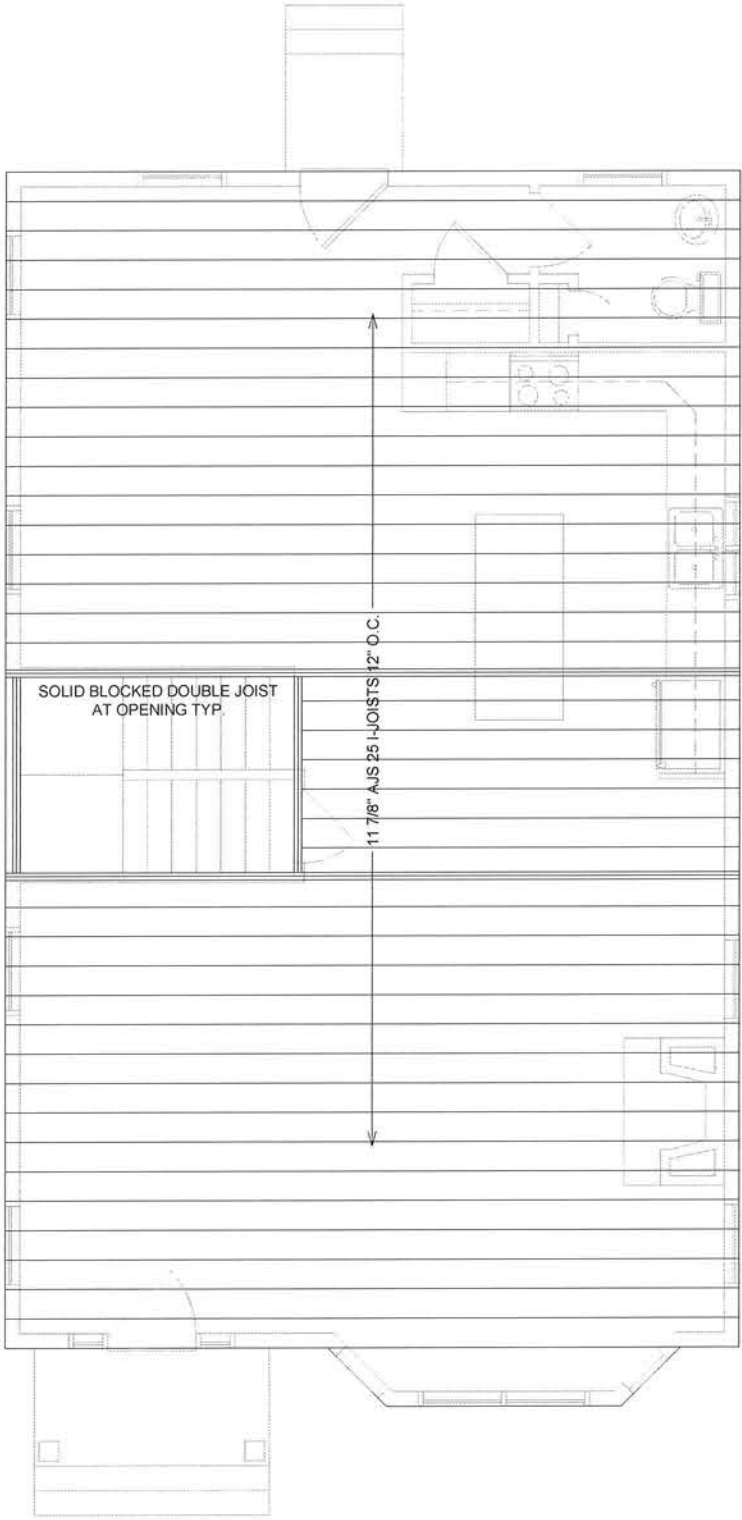 SOLID BLOCKED DOUBLE JOIST
AT OPENING TYP.
11 7/8" AJS 25 I-JOISTS 12" O.C.